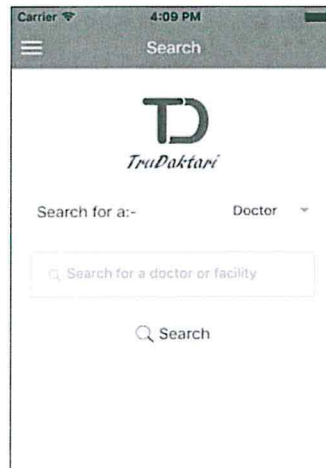 Carrier 4:09 PM
Search
TD
TruDaktari
Search for a:- Doctor
Search for a doctor or facility
Search